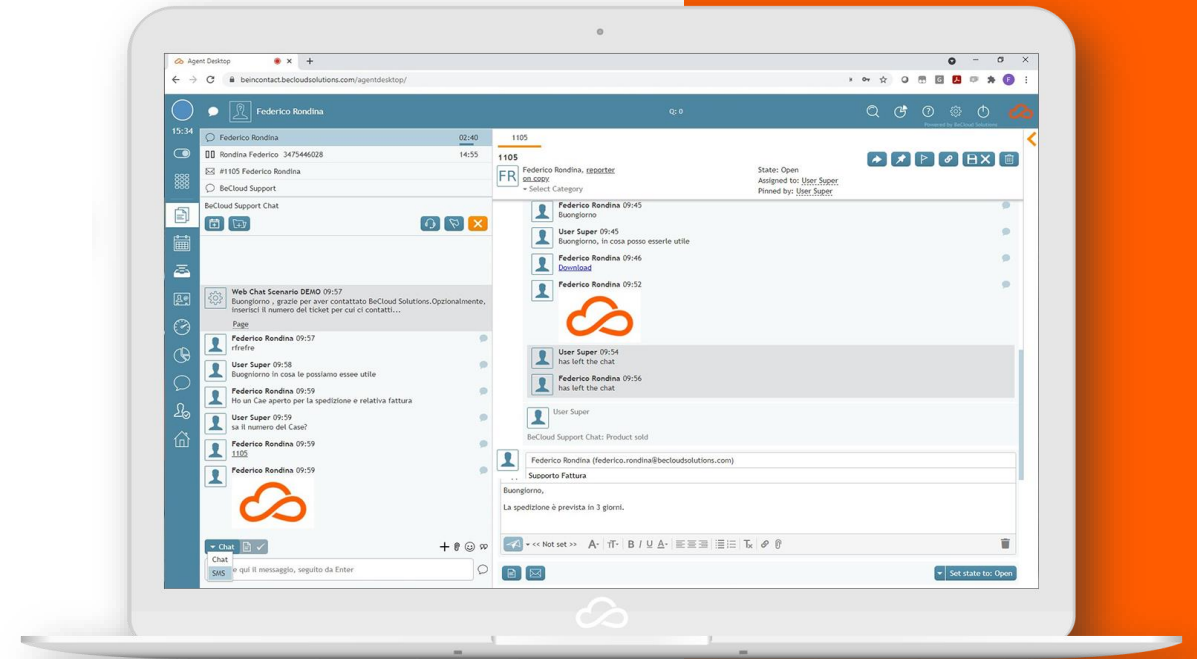 Agent Desktop
beincontact.becloudsolutions.com/agentdesktop/
F
15:34
Federico Rondina
Q: 0
Powered by BeCloud Solutions
Federico Rondina 02:40
Rondina Federico 3475446028 14:55
#1105 Federico Rondina
BeCloud Support
BeCloud Support Chat
Web Chat Scenario DEMO 09:57
Buongiorno , grazie per aver contattato BeCloud Solutions.Opzionalmente,
inserisci il numero del ticket per cui ci contatti...
Page
Federico Rondina 09:57
rfrefre
User Super 09:58
Buogniorno in cosa le possiamo essee utile
Federico Rondina 09:59
Ho un Cae aperto per la spedizione e relativa fattura
User Super 09:59
sa il numero del Case?
Federico Rondina 09:59
1105
Federico Rondina 09:59
Chat
Chat
SMS
e qui il messaggio, seguito da Enter
1105
1105
FR
Federico Rondina, reporter
on copy
Select Category
State: Open
Assigned to: User Super
Pinned by: User Super
Federico Rondina 09:45
Buongiorno
User Super 09:45
Buongiorno, in cosa posso esserle utile
Federico Rondina 09:46
Download
Federico Rondina 09:52
User Super 09:54
has left the chat
Federico Rondina 09:56
has left the chat
User Super
BeCloud Support Chat: Product sold
Federico Rondina (federico.rondina@becloudsolutions.com)
Supporto Fattura
Buongiorno,
La spedizione è prevista in 3 giorni.
<< Not set >>
Set state to: Open